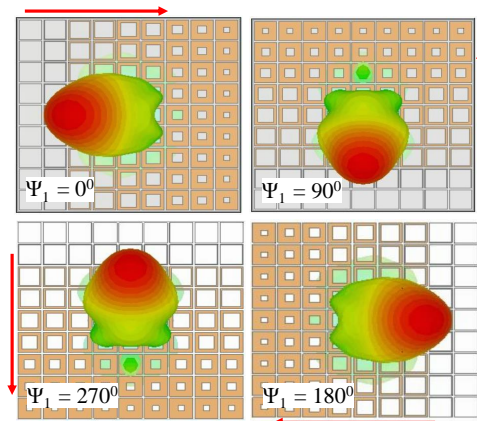 Ψ₁ = 0⁰
Ψ₁ = 90⁰
Ψ₁ = 270⁰
Ψ₁ = 180⁰